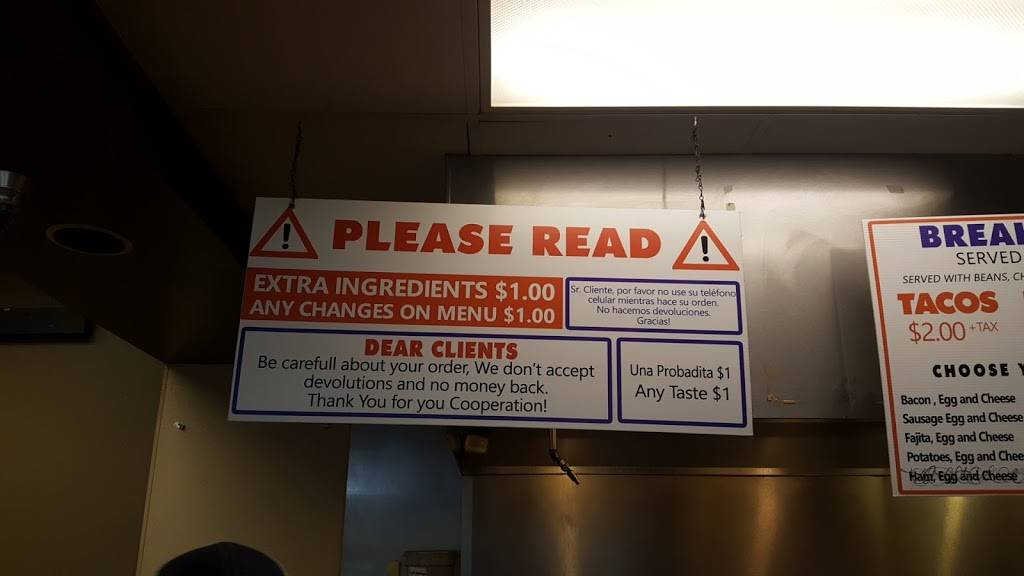 PLEASE READ
EXTRA INGREDIENTS $1.00
ANY CHANGES ON MENU $1.00
Sr. Cliente, por favor no use su teléfono
celular mientras hace su orden.
No hacemos devoluciones.
Gracias!
DEAR CLIENTS
Be carefull about your order, We don't accept
devolutions and no money back.
Thank You for you Cooperation!
Una Probadita $1
Any Taste $1
SERVED
SERVED WITH BEANS,
TACOS
$2.00 +TAX
CHOOSE
Bacon , Egg and Cheese
Sausage Egg and Cheese
Fajita, Egg and Cheese
Potatoes, Egg and Chee
Ham, Egg and Cheese